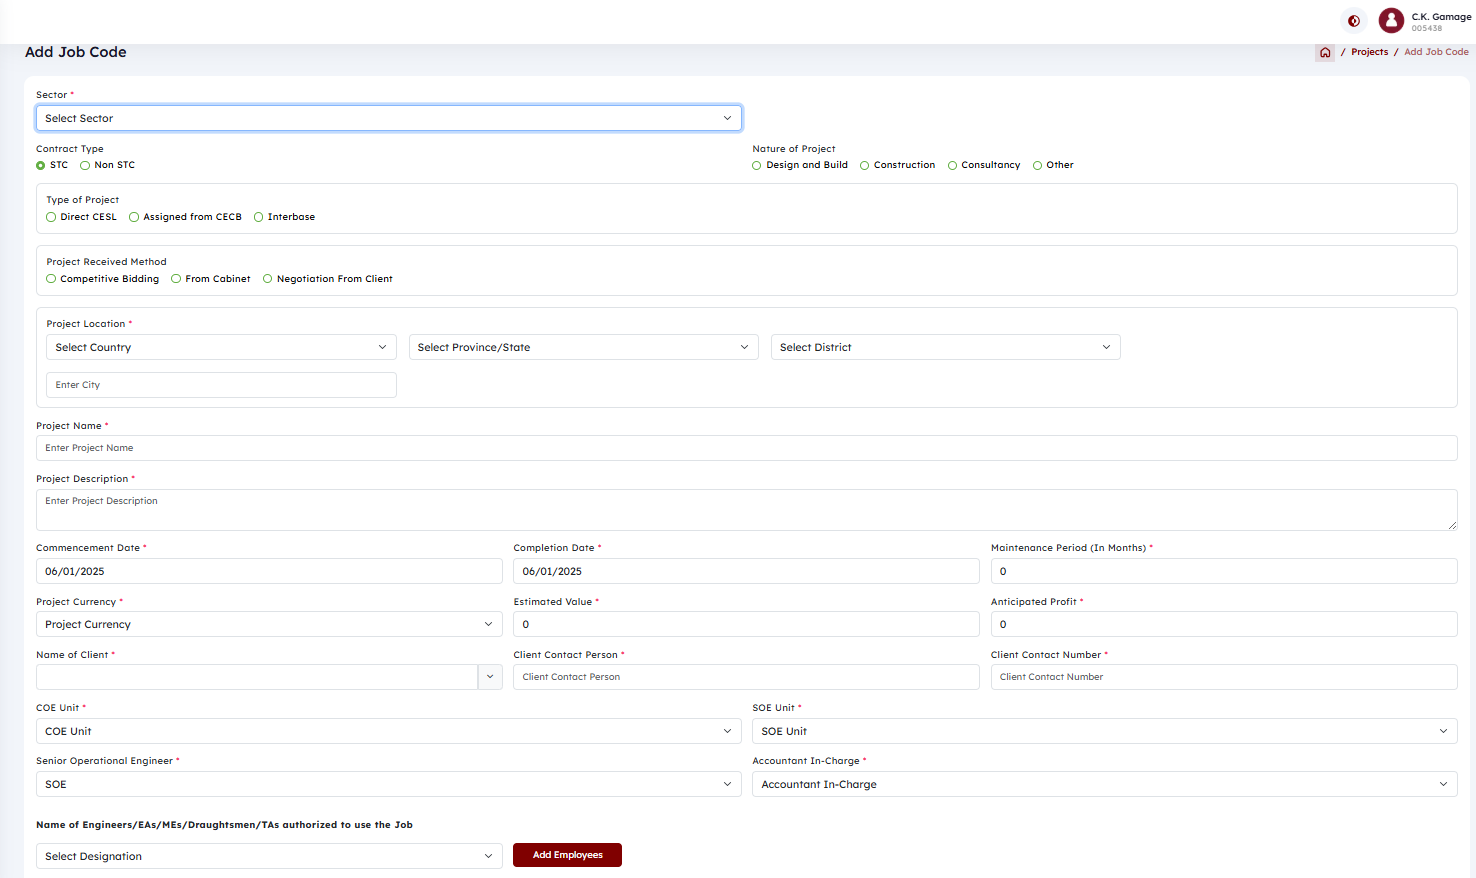 C.K. Gamage
005438
Add Job Code
/ Projects / Add Job Code
Sector *
Select Sector
Contract Type
STC Non STC
Nature of Project
Design and Build Construction Consultancy Other
Type of Project
Direct CESL Assigned from CECB Interbase
Project Received Method
Competitive Bidding From Cabinet Negotiation From Client
Project Location *
Select Country Select Province/State Select District
Enter City
Project Name *
Enter Project Name
Project Description *
Enter Project Description
Commencement Date * Completion Date * Maintenance Period (In Months) *
06/01/2025 06/01/2025 0
Project Currency * Estimated Value * Anticipated Profit *
Project Currency 0 0
Name of Client * Client Contact Person * Client Contact Number *
Client Contact Person Client Contact Number
COE Unit * SOE Unit *
COE Unit SOE Unit
Senior Operational Engineer * Accountant In-Charge *
SOE Accountant In-Charge
Name of Engineers/EAs/MEs/Draughtsmen/TAs authorized to use the Job
Select Designation Add Employees